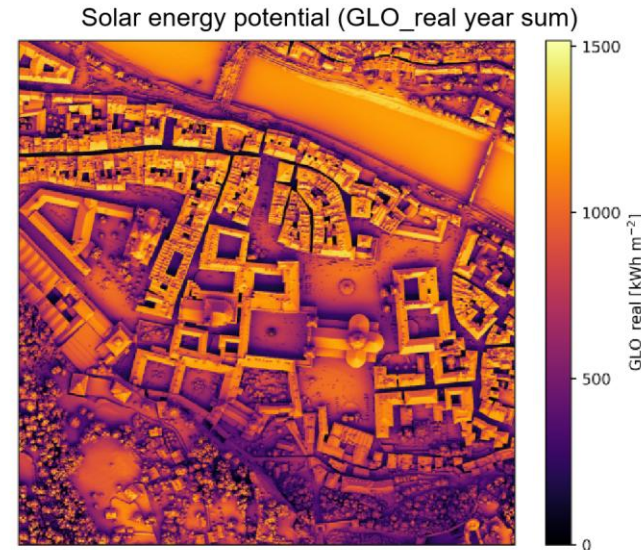 Solar energy potential (GLO_real year sum)
1500
1000
500
0
GLO_real [kWh m⁻²]